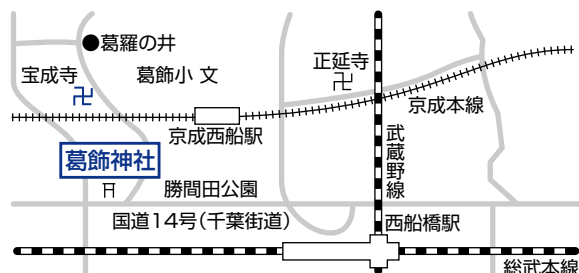 葛羅の井
宝成寺
葛飾小 文
正延寺
京成本線
京成西船駅
武蔵野線
葛飾神社
勝間田公園
国道14号(千葉街道)
西船橋駅
総武本線